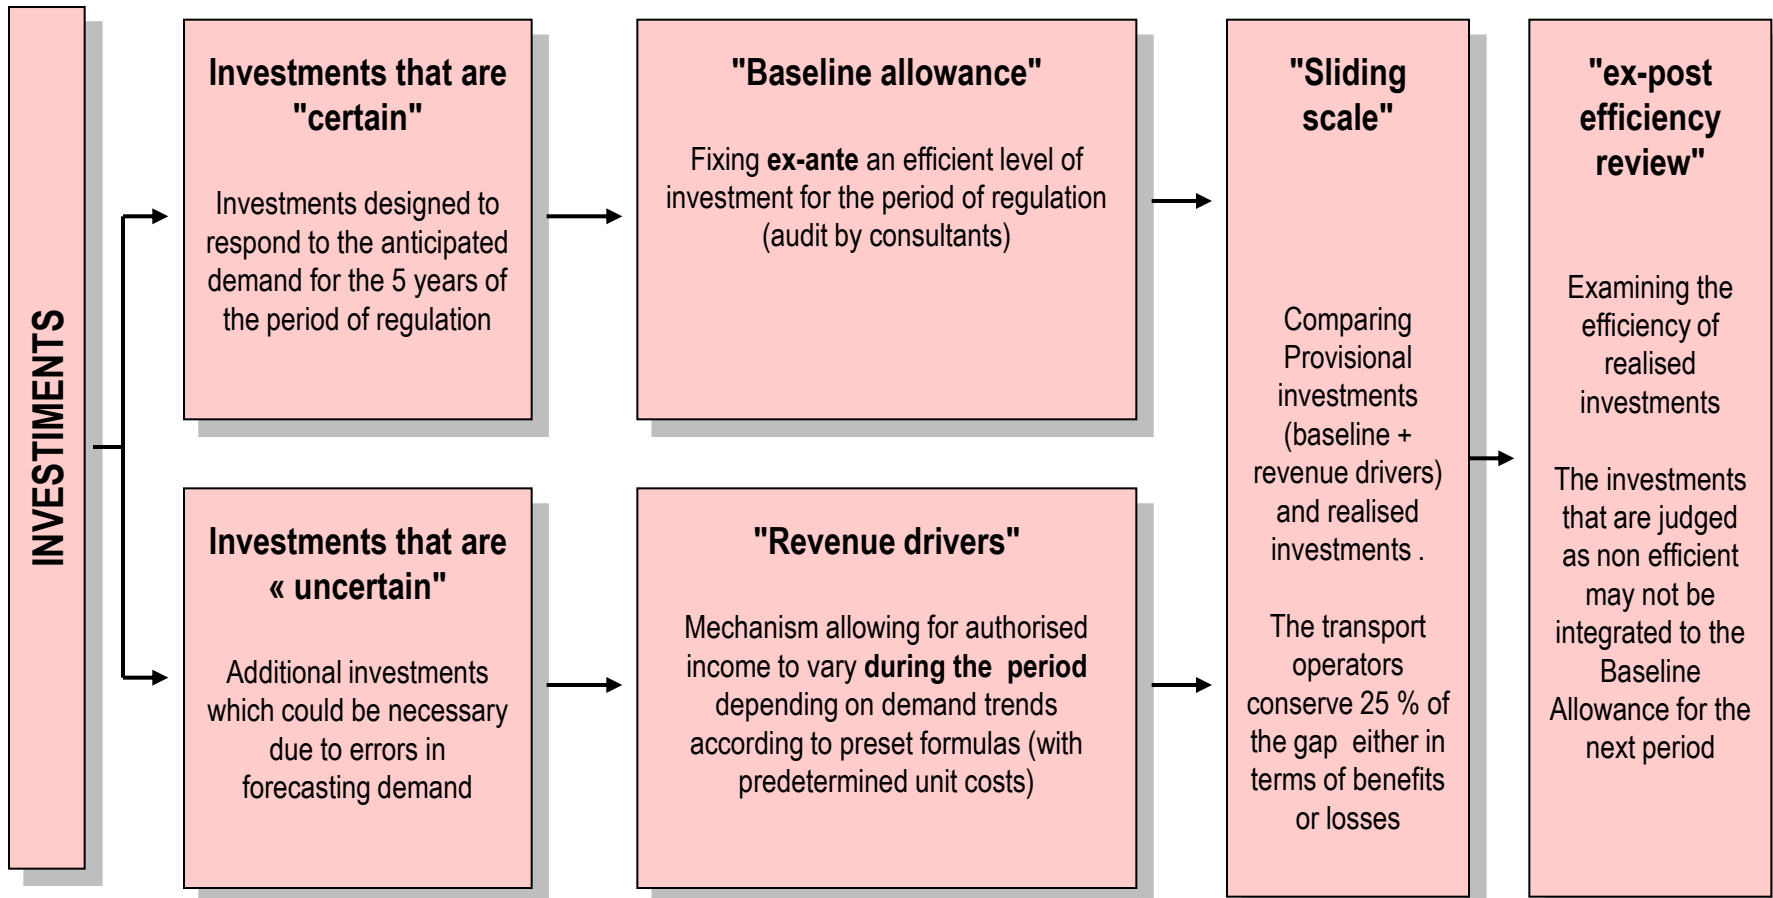 INVESTIMENTS
Investments that are
"certain"
Investments designed to
respond to the anticipated
demand for the 5 years of
the period of regulation
"Baseline allowance"
Fixing ex-ante an efficient level of
investment for the period of regulation
(audit by consultants)
Investments that are
« uncertain"
Additional investments
which could be necessary
due to errors in
forecasting demand
"Revenue drivers"
Mechanism allowing for authorised
income to vary during the  period
depending on demand trends
according to preset formulas (with
predetermined unit costs)
"Sliding
scale"
Comparing
Provisional
investments
(baseline +
revenue drivers)
and realised
investments .
The transport
operators
conserve 25 % of
the gap  either in
terms of benefits
or losses
"ex-post
efficiency
review"
Examining the
efficiency of
realised
investments
The investments
that are judged
as non efficient
may not be
integrated to the
Baseline
Allowance for the
next period